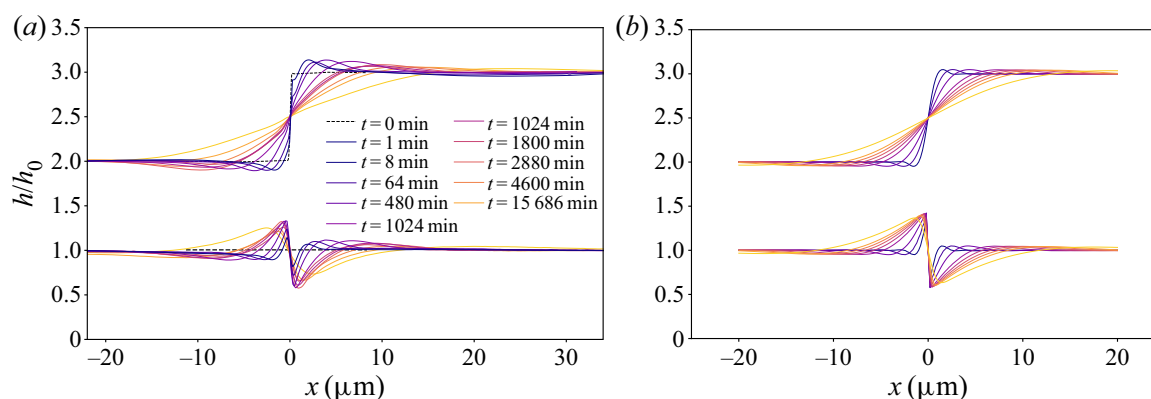 (a)
3.5
3.0
2.5
2.0
1.5
1.0
0.5
0
h/h0
t = 0 min
t = 1 min
t = 8 min
t = 64 min
t = 480 min
t = 1024 min
t = 1024 min
t = 1800 min
t = 2880 min
t = 4600 min
t = 15 686 min
–20 –10 0 10 20 30
x (μm)
(b)
3.5
3.0
2.5
2.0
1.5
1.0
0.5
0
–20 –10 0 10 20
x (μm)